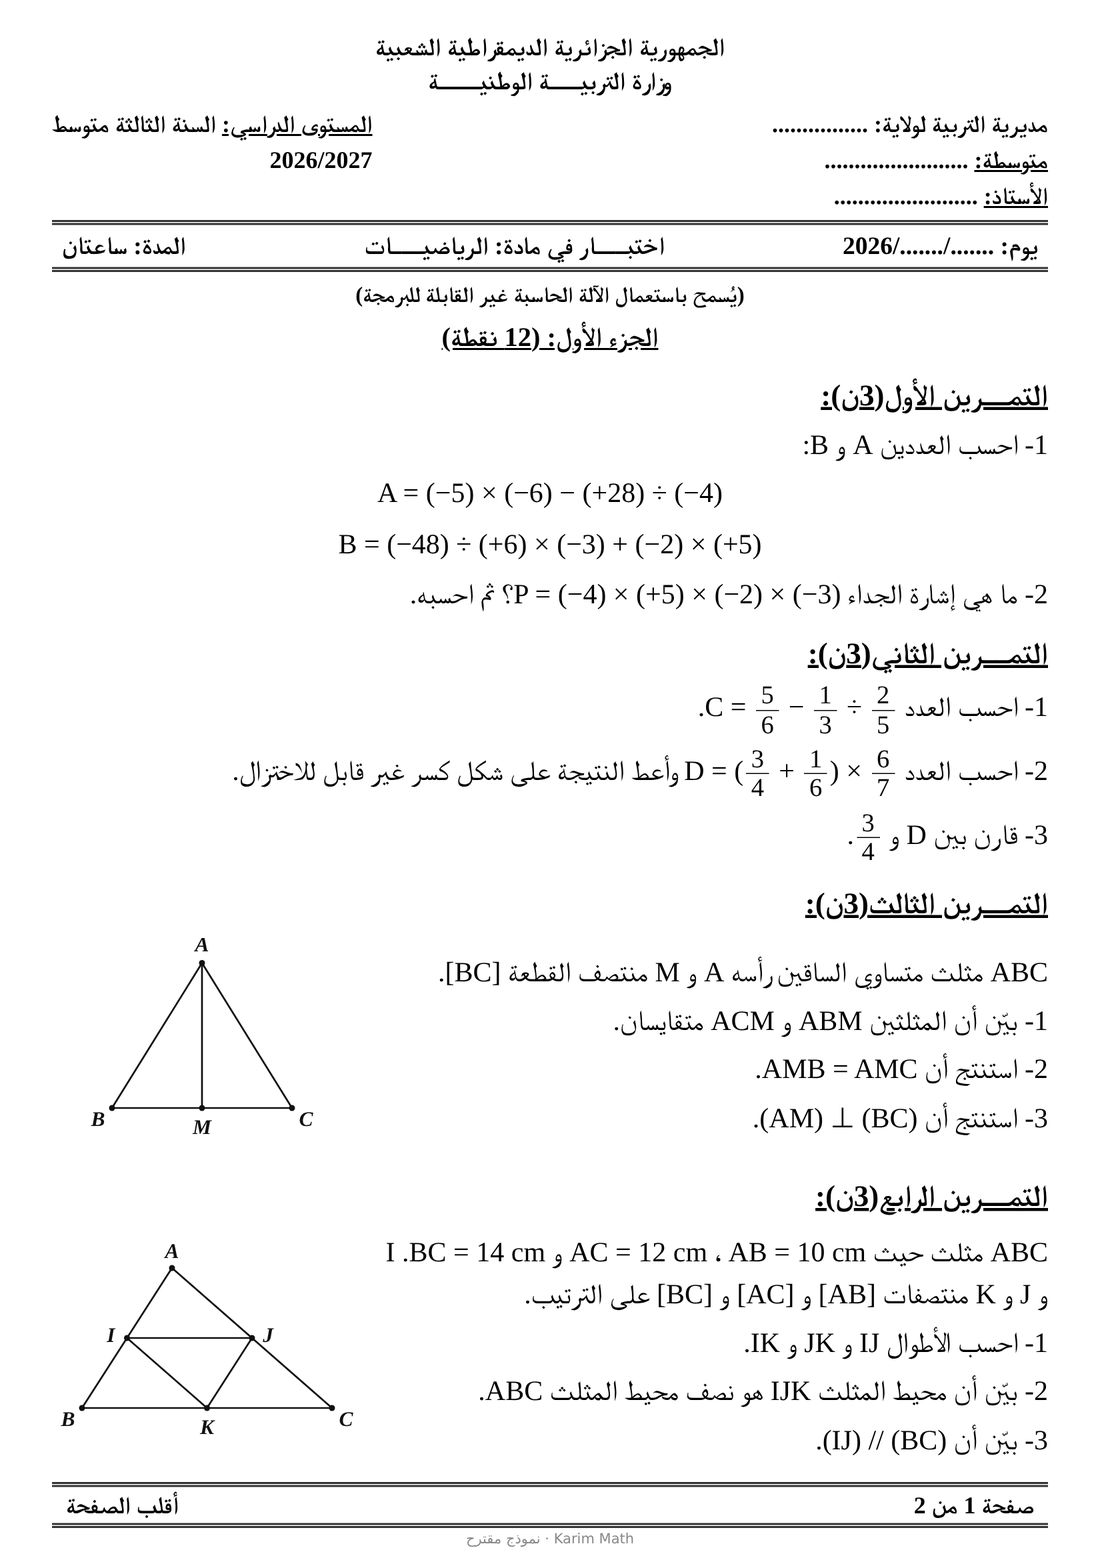 الجمهورية الجزائرية الديمقراطية الشعبية
وزارة التربيـــــة الوطنيـــــــة
مديرية التربية لولاية: ................
المستوى الدراسي: السنة الثالثة متوسط
متوسطة: ........................
2026/2027
الأستاذ: ........................
يوم: ......./......./2026
اختبـــــار في مادة: الرياضيـــــات
المدة: ساعتان
(يُسمح باستعمال الآلة الحاسبة غير القابلة للبرمجة)
الجزء الأول: (12 نقطة)
التمــــرين الأول(3ن):
1- احسب العددين A و B:
A = (−5) × (−6) − (+28) ÷ (−4)
B = (−48) ÷ (+6) × (−3) + (−2) × (+5)
2- ما هي إشارة الجداء P = (−4) × (+5) × (−2) × (−3)؟ ثم احسبه.
التمــــرين الثاني(3ن):
1- احسب العدد C = 5/6 − 1/3 ÷ 2/5.
2- احسب العدد D = (3/4 + 1/6) × 6/7 وأعط النتيجة على شكل كسر غير قابل للاختزال.
3- قارن بين D و 3/4.
التمــــرين الثالث(3ن):
ABC مثلث متساوي الساقين رأسه A و M منتصف القطعة [BC].
1- بيّن أن المثلثين ABM و ACM متقايسان.
2- استنتج أن AMB = AMC.
3- استنتج أن (AM) ⊥ (BC).
A
B
M
C
التمــــرين الرابع(3ن):
ABC مثلث حيث AB = 10 cm ، AC = 12 cm و BC = 14 cm. I
و J و K منتصفات [AB] و [AC] و [BC] على الترتيب.
1- احسب الأطوال IJ و JK و IK.
2- بيّن أن محيط المثلث IJK هو نصف محيط المثلث ABC.
3- بيّن أن (IJ) // (BC).
A
I
J
B
K
C
صفحة 1 من 2
أقلب الصفحة
نموذج مقترح · Karim Math